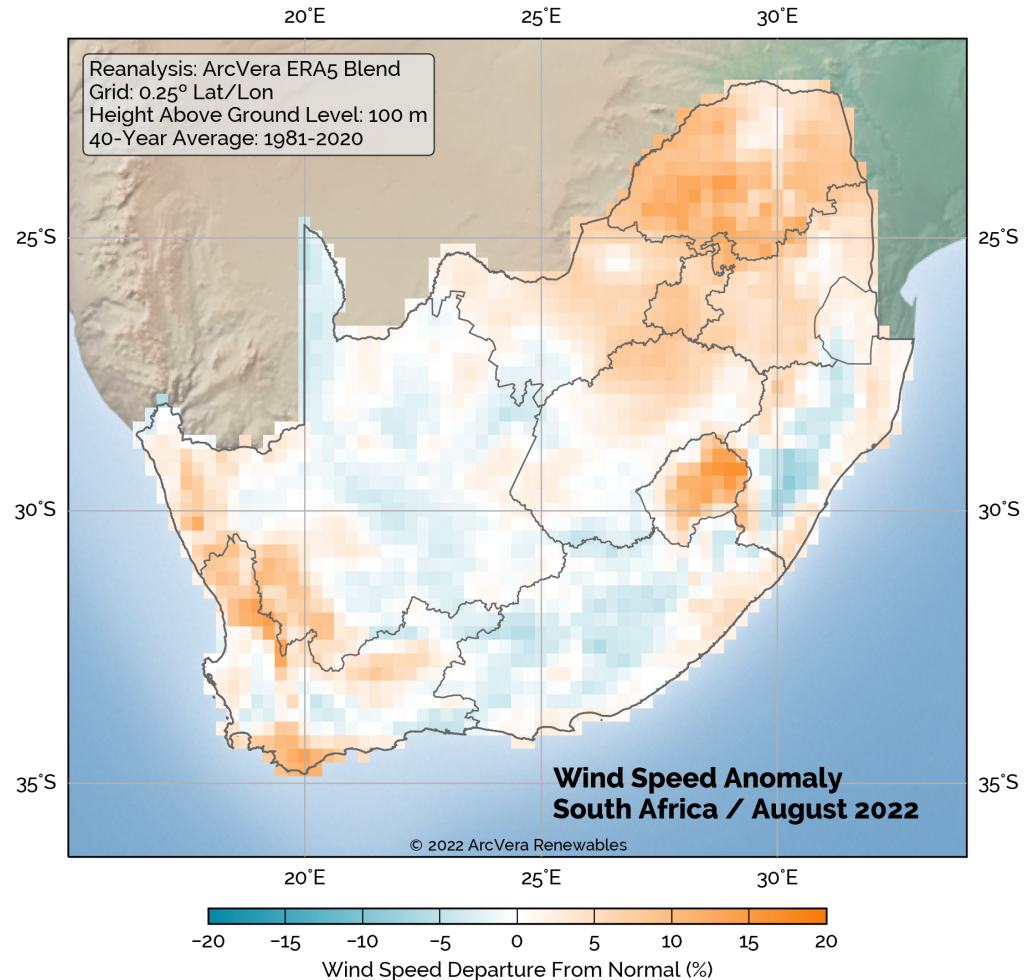 20°E 25°E 30°E
Reanalysis: ArcVera ERA5 Blend
Grid: 0.25º Lat/Lon
Height Above Ground Level: 100 m
40-Year Average: 1981-2020
25°S 25°S
30°S 30°S
Wind Speed Anomaly
35°S 35°S
South Africa / August 2022
© 2022 ArcVera Renewables
20°E 25°E 30°E
−20 −15 −10 −5 0 5 10 15 20
Wind Speed Departure From Normal (%)